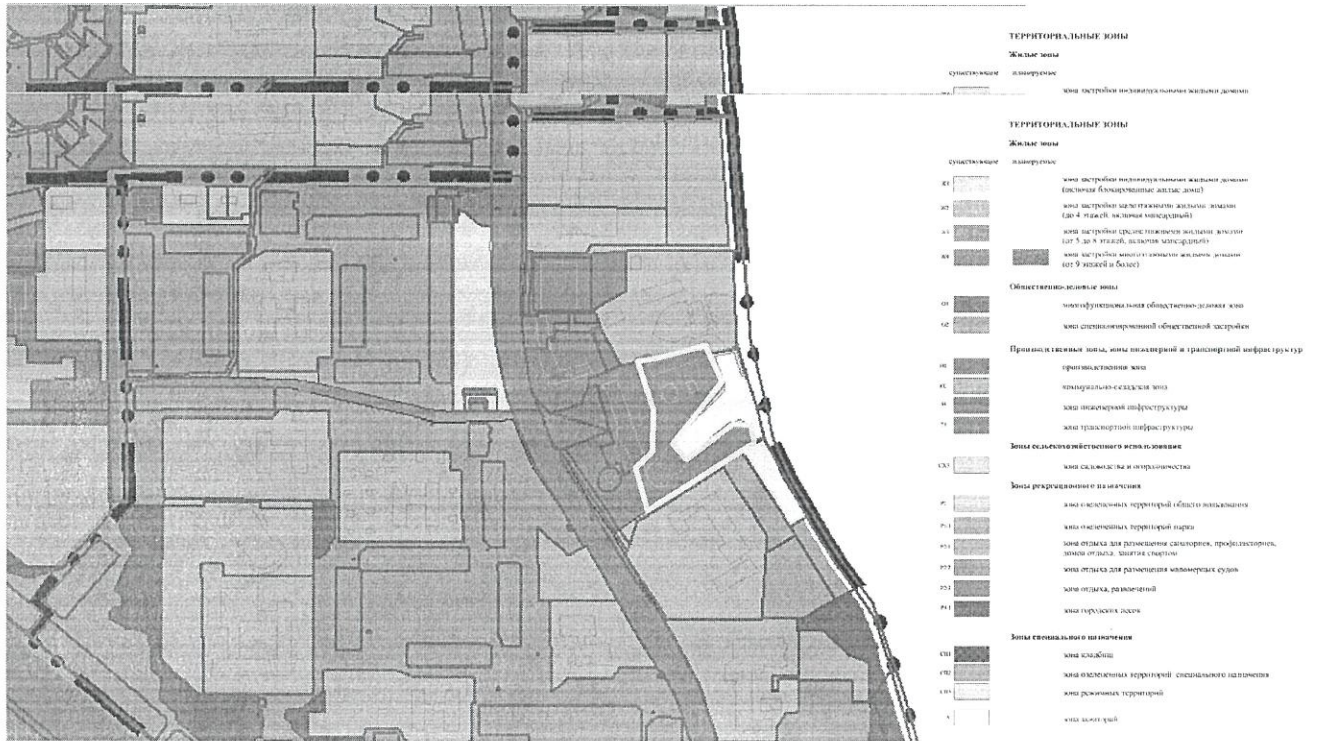 ТЕРРИТОРИАЛЬНЫЕ ЗОНЫ
Жилые зоны
существующие планируемые
зона застройки индивидуальными жилыми домами
ТЕРРИТОРИАЛЬНЫЕ ЗОНЫ
Жилые зоны
существующие планируемые
зона застройки индивидуальными жилыми домами
(включая блокированные жилые дома)
зона застройки малоэтажными жилыми домами
(до 4 этажей, включая мансардный)
зона застройки среднеэтажными жилыми домами
(от 5 до 8 этажей, включая мансардный)
зона застройки многоэтажными жилыми домами
(от 9 этажей и более)
Общественно-деловые зоны
многофункциональная общественно-деловая зона
зона специализированной общественной застройки
Производственная зона, зоны инженерной и транспортной инфраструктур
производственная зона
коммунально-складская зона
зона инженерной инфраструктуры
зона транспортной инфраструктуры
Зоны сельскохозяйственного использования
зона садоводства и огородничества
Зоны рекреационного назначения
зона озелененных территорий общего пользования
зона озелененных территорий парка
зона отдыха для размещения санаториев, профилакториев,
домов отдыха, занятия спортом
зона отдыха для размещения маломерных судов
зона отдыха, развлечений
зона городских лесов
Зоны специального назначения
зона кладбищ
зона озелененных территорий специального назначения
зона режимных территорий
зона акваторий